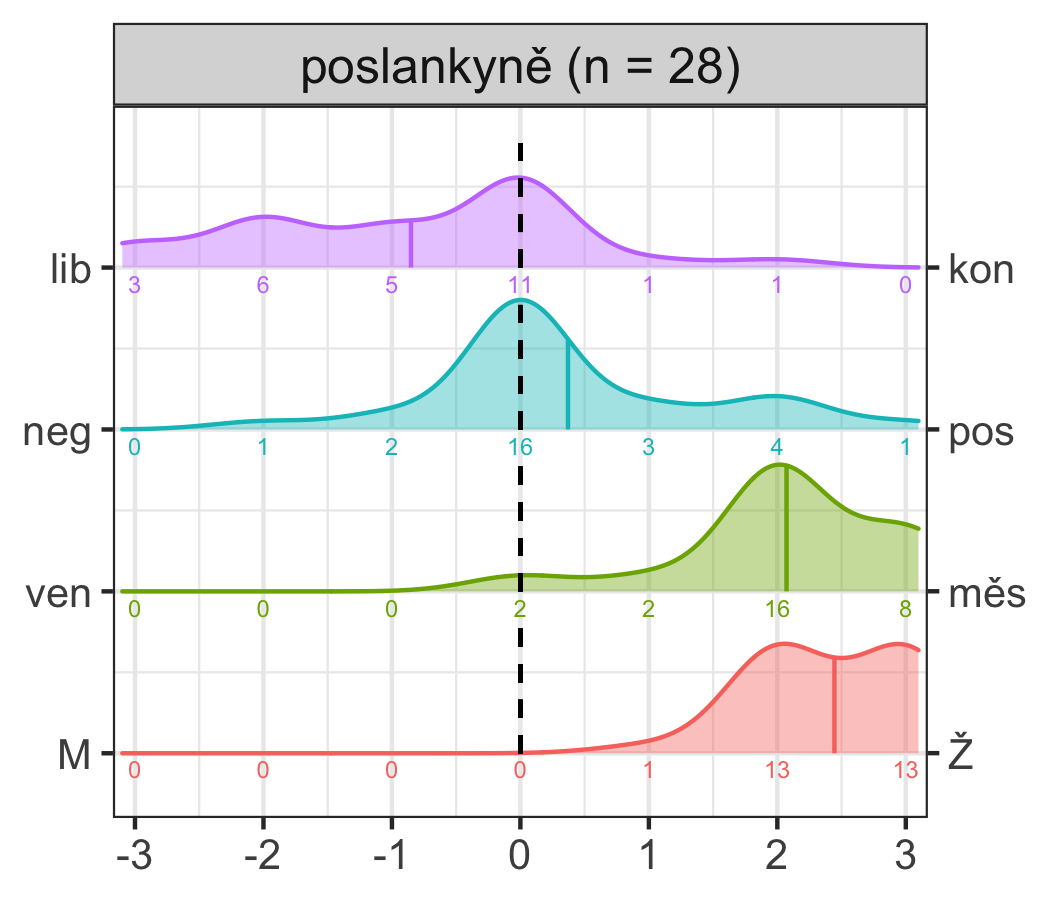 poslankyně (n = 28)
lib kon
3 6 5 11 1 1 0
neg pos
0 1 2 16 3 4 1
ven měs
0 0 0 2 2 16 8
M Ž
0 0 0 0 1 13 13
-3 -2 -1 0 1 2 3